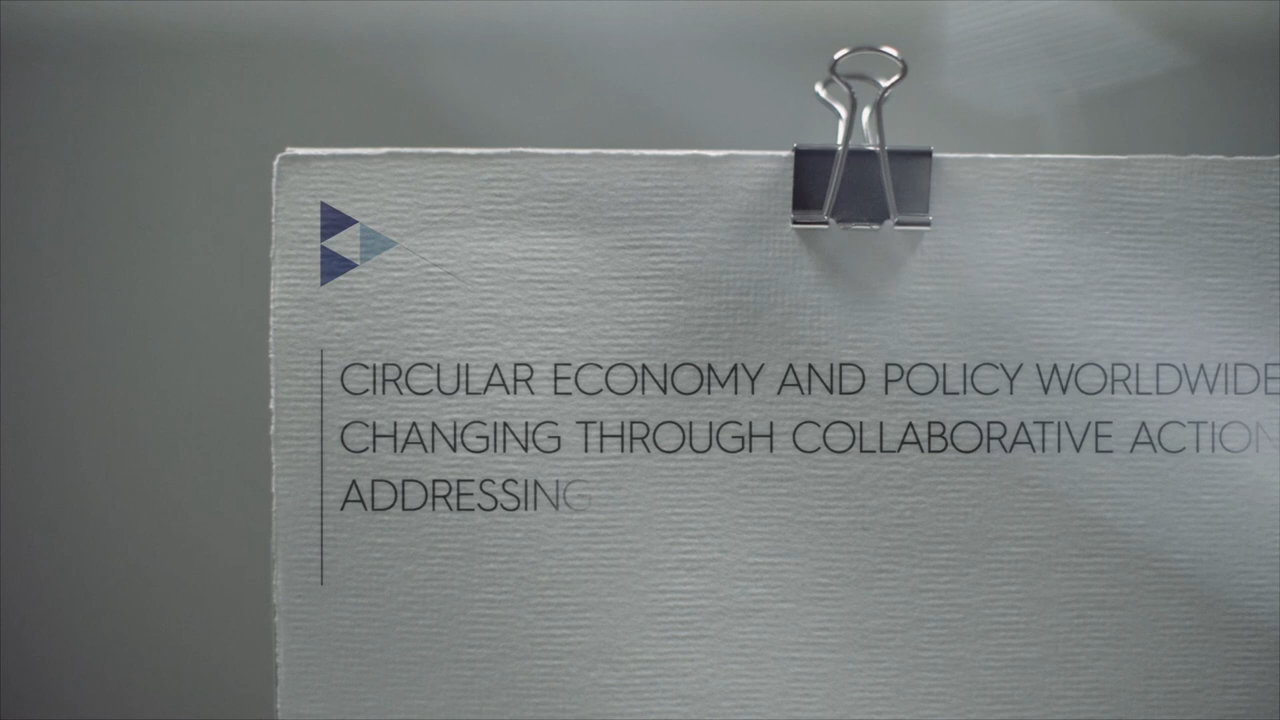 CIRCULAR ECONOMY AND POLICY WORLDWIDE
CHANGING THROUGH COLLABORATIVE ACTION
ADDRESSING